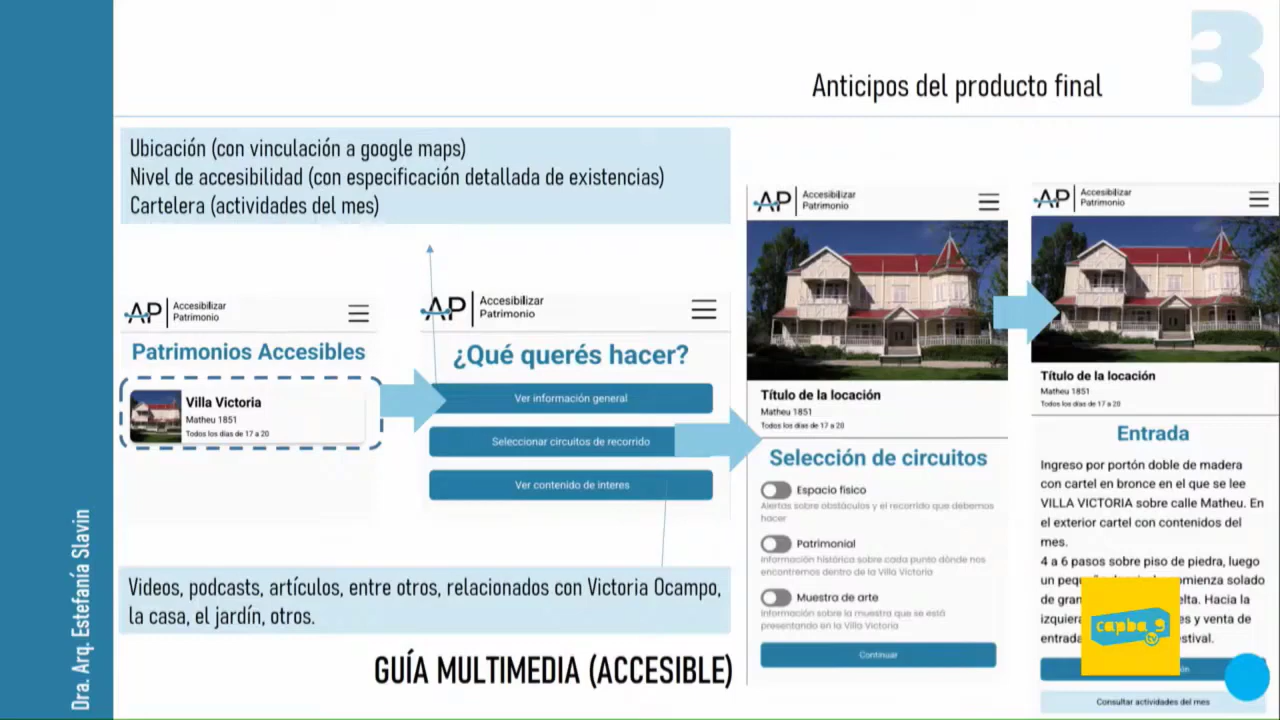 3
Anticipos del producto final
Ubicación (con vinculación a google maps)
Nivel de accesibilidad (con especificación detallada de existencias)
Cartelera (actividades del mes)
AP Accesibilizar
Patrimonio
Patrimonios Accesibles
Villa Victoria
Matheu 1851
Todos los días de 17 a 20
AP Accesibilizar
Patrimonio
¿Qué querés hacer?
Ver información general
Seleccionar circuitos de recorrido
Ver contenido de interes
Videos, podcasts, artículos, entre otros, relacionados con Victoria Ocampo,
la casa, el jardín, otros.
GUÍA MULTIMEDIA (ACCESIBLE)
AP Accesibilizar
Patrimonio
Título de la locación
Matheu 1851
Todos los días de 17 a 20
Selección de circuitos
Espacio físico
Alertas sobre obstáculos y el recorrido que debemos
hacer
Patrimonial
Información histórica sobre cada punto dónde nos
encontremos dentro de la Villa Victoria
Muestra de arte
Información sobre la muestra que se está
presentando en la Villa Victoria
Continuar
AP Accesibilizar
Patrimonio
Título de la locación
Matheu 1851
Todos los días de 17 a 20
Entrada
Ingreso por portón doble de madera
con cartel en bronce en el que se lee
VILLA VICTORIA sobre calle Matheu. En
el exterior cartel con contenidos del
mes.
4 a 6 pasos sobre piso de piedra, luego
un comienza solado
de
Hacia la
y venta de
capba 9
tv
Consultar actividades del mes
Dra. Arq. Estefanía Slavin